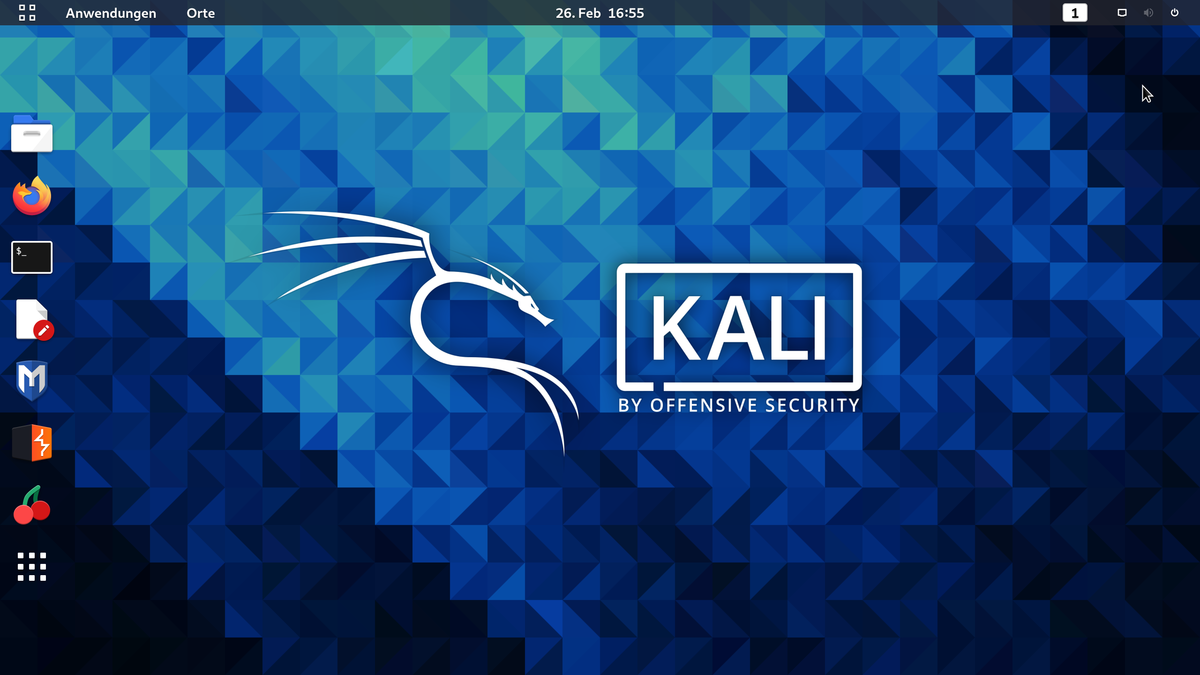 Anwendungen Orte 26. Feb 16:55 1
$_
M
KALI
BY OFFENSIVE SECURITY